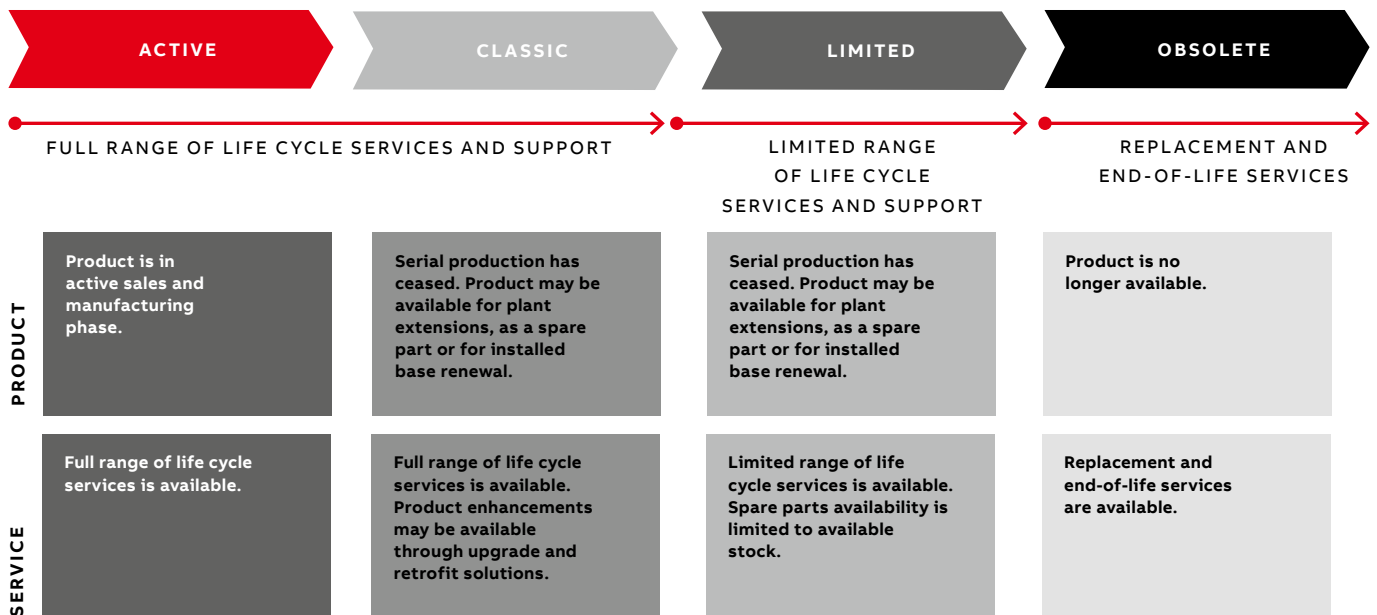 ACTIVE
CLASSIC
LIMITED
OBSOLETE
FULL RANGE OF LIFE CYCLE SERVICES AND SUPPORT
LIMITED RANGE
OF LIFE CYCLE
SERVICES AND SUPPORT
REPLACEMENT AND
END-OF-LIFE SERVICES
PRODUCT
Product is in
active sales and
manufacturing
phase.
Serial production has
ceased. Product may be
available for plant
extensions, as a spare
part or for installed
base renewal.
Serial production has
ceased. Product may be
available for plant
extensions, as a spare
part or for installed
base renewal.
Product is no
longer available.
SERVICE
Full range of life cycle
services is available.
Full range of life cycle
services is available.
Product enhancements
may be available
through upgrade and
retrofit solutions.
Limited range of life
cycle services is available.
Spare parts availability is
limited to available
stock.
Replacement and
end-of-life services
are available.